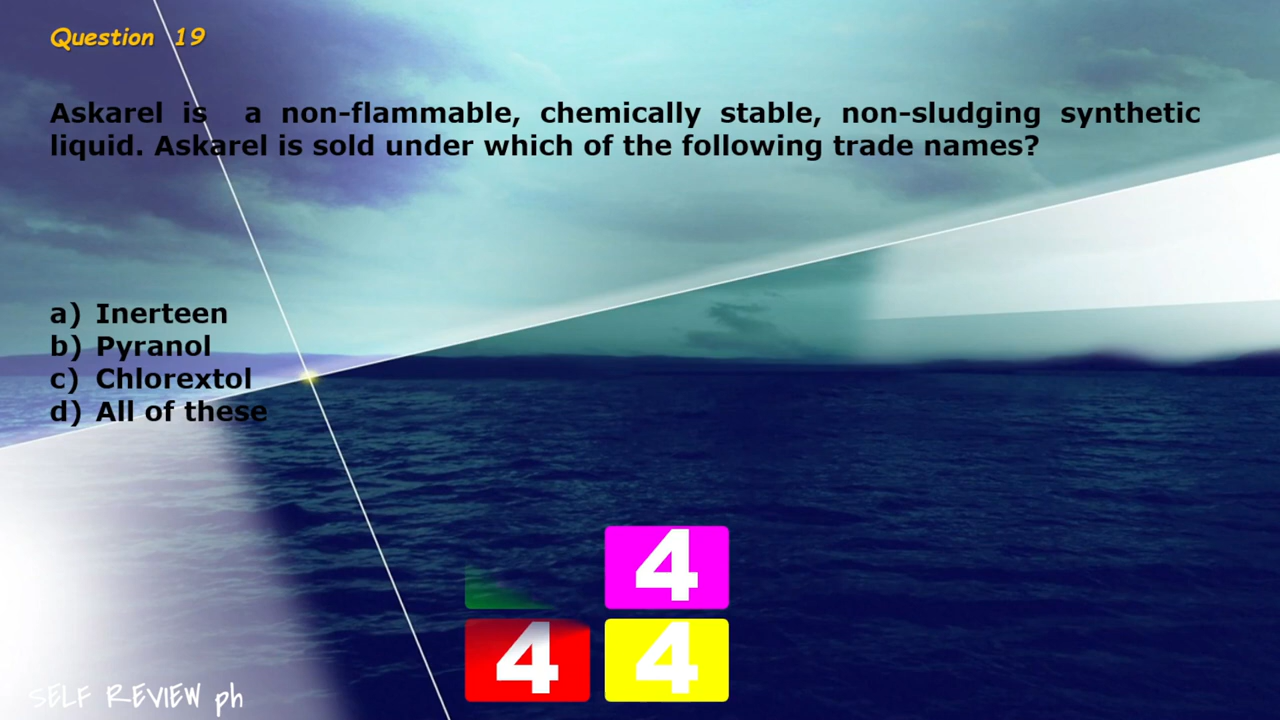 Question 19
Askarel is a non-flammable, chemically stable, non-sludging synthetic
liquid. Askarel is sold under which of the following trade names?
a) Inerteen
b) Pyranol
c) Chlorextol
d) All of these
4
4 4
SELF REVIEW ph